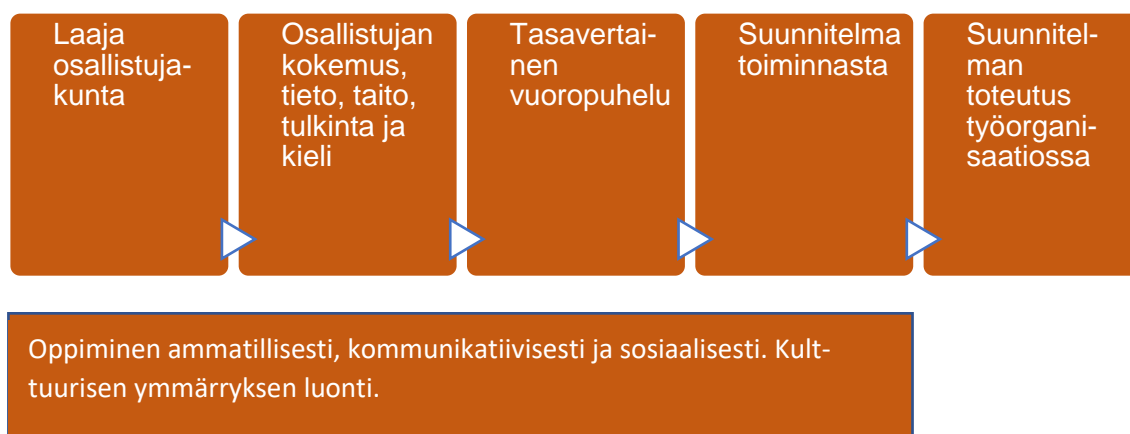 Laaja
osallistuja-
kunta
Osallistujan
kokemus,
tieto, taito,
tulkinta ja
kieli
Tasavertai-
nen
vuoropuhelu
Suunnitelma
toiminnasta
Suunnitel-
man
toteutus
työorgani-
saatiossa
Oppiminen ammatillisesti, kommunikatiivisesti ja sosiaalisesti. Kult-
tuurisen ymmärryksen luonti.